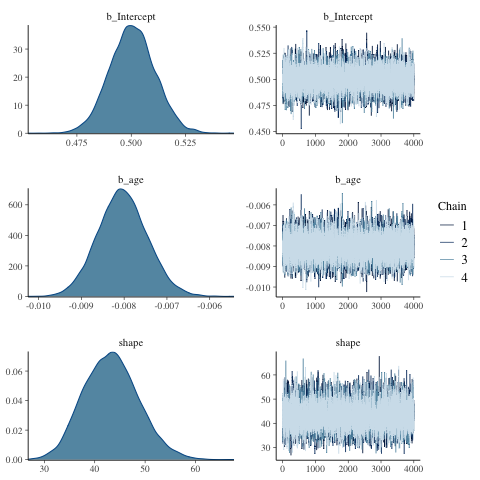 b_Intercept
30
20
10
0
0.475 0.500 0.525
b_Intercept
0.550
0.525
0.500
0.475
0.450
0 1000 2000 3000 4000
b_age
600
400
200
0
-0.010 -0.009 -0.008 -0.007 -0.006
b_age
-0.006
-0.007
-0.008
-0.009
-0.010
0 1000 2000 3000 4000
Chain
1
2
3
4
shape
0.06
0.04
0.02
0.00
30 40 50 60
shape
60
50
40
30
0 1000 2000 3000 4000